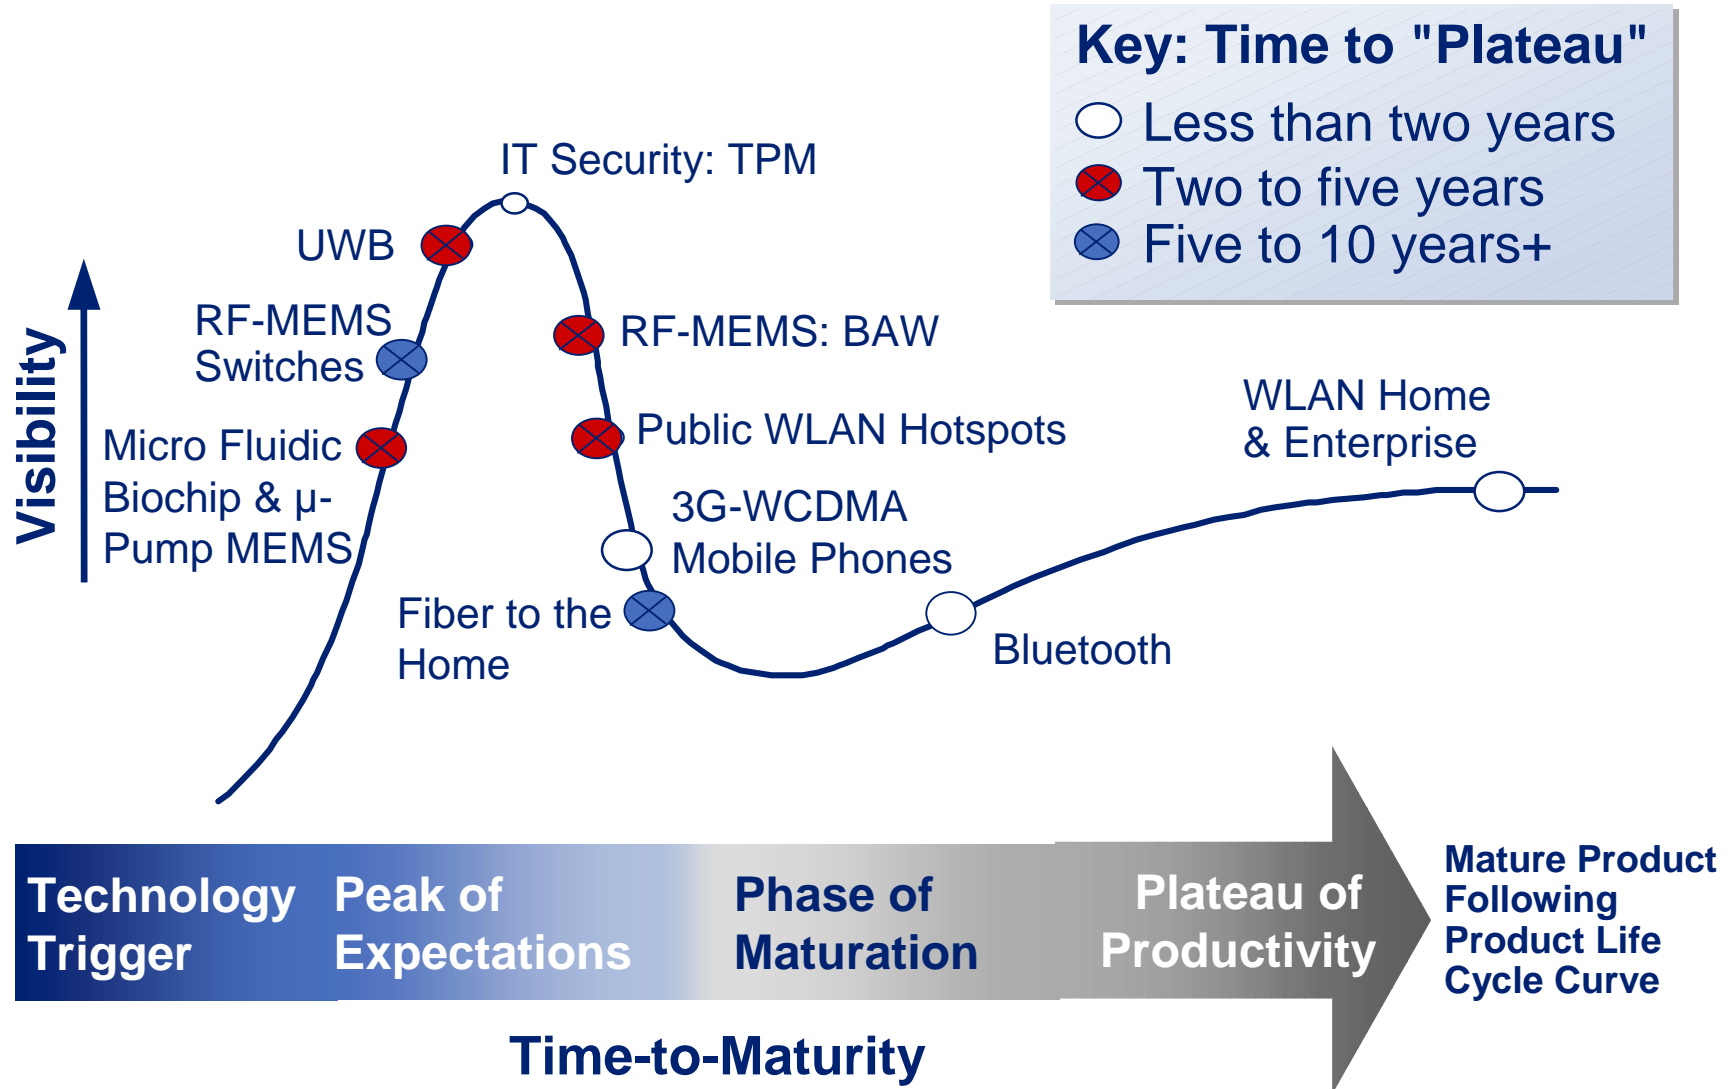 Key: Time to "Plateau"
Less than two years
Two to five years
Five to 10 years+
IT Security: TPM
UWB
RF-MEMS
Switches
RF-MEMS: BAW
Micro Fluidic
Biochip & µ-
Pump MEMS
Public WLAN Hotspots
WLAN Home
& Enterprise
3G-WCDMA
Mobile Phones
Fiber to the
Home
Bluetooth
Visibility
Technology
Trigger
Peak of
Expectations
Phase of
Maturation
Plateau of
Productivity
Mature Product
Following
Product Life
Cycle Curve
Time-to-Maturity